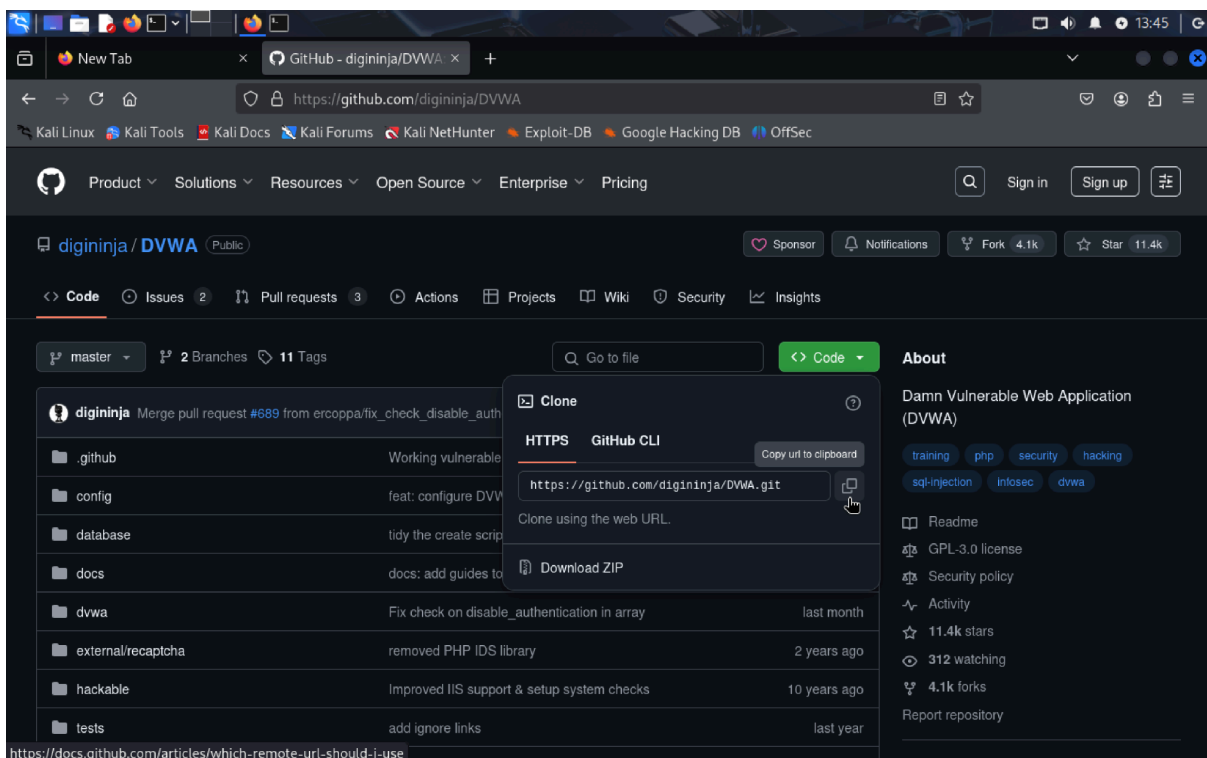 13:45
New Tab
GitHub - digininja/DVWA:
https://github.com/digininja/DVWA
Kali Linux Kali Tools Kali Docs Kali Forums Kali NetHunter Exploit-DB Google Hacking DB OffSec
Product Solutions Resources Open Source Enterprise Pricing
Sign in Sign up
digininja / DVWA Public
Sponsor Notifications Fork 4.1k Star 11.4k
Code Issues 2 Pull requests 3 Actions Projects Wiki Security Insights
master 2 Branches 11 Tags Go to file Code
digininja Merge pull request #689 from ercoppa/fix_check_disable_auth
.github Working vulnerable
config feat: configure DVW
database tidy the create scrip
docs docs: add guides to
dvwa Fix check on disable_authentication in array last month
external/recaptcha removed PHP IDS library 2 years ago
hackable Improved IIS support & setup system checks 10 years ago
tests add ignore links last year
Clone
HTTPS GitHub CLI
Copy url to clipboard
https://github.com/digininja/DVWA.git
Clone using the web URL.
Download ZIP
About
Damn Vulnerable Web Application
(DVWA)
training php security hacking
sql-injection infosec dvwa
Readme
GPL-3.0 license
Security policy
Activity
11.4k stars
312 watching
4.1k forks
Report repository
https://docs.github.com/articles/which-remote-url-should-i-use